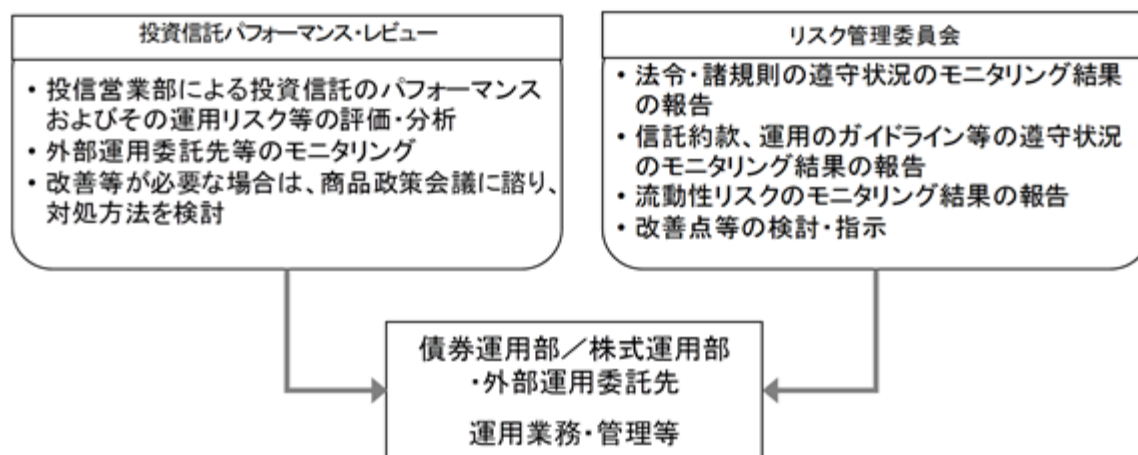 投資信託パフォーマンス・レビュー
・投信営業部による投資信託のパフォーマンス
およびその運用リスク等の評価・分析
・外部運用委託先等のモニタリング
・改善等が必要な場合は、商品政策会議に諮り、
対処方法を検討
リスク管理委員会
・法令・諸規則の遵守状況のモニタリング結果
の報告
・信託約款、運用のガイドライン等の遵守状況
のモニタリング結果の報告
・流動性リスクのモニタリング結果の報告
・改善点等の検討・指示
債券運用部／株式運用部
・外部運用委託先
運用業務・管理等